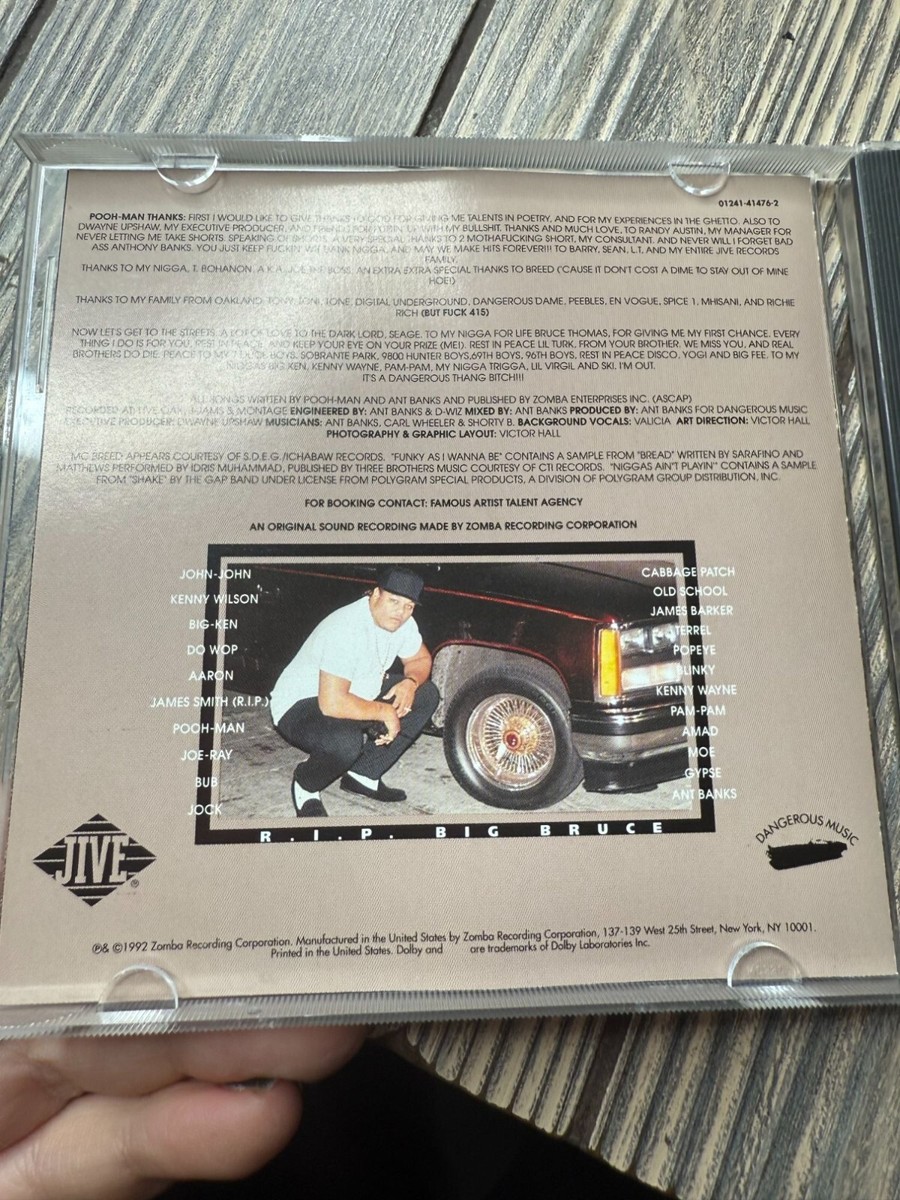 01241-41476-2
POOH-MAN THANKS: FIRST I WOULD LIKE TO GIVE THANKS TO GOD FOR GIVING ME TALENTS IN POETRY, AND FOR MY EXPERIENCES IN THE GHETTO. ALSO TO
DWAYNE UPSHAW, MY EXECUTIVE PRODUCER, AND FRIEND FOR PUTTIN' UP WITH MY BULLSHIT. THANKS AND MUCH LOVE, TO RANDY AUSTIN, MY MANAGER FOR
NEVER LETTING ME TAKE SHORTS. SPEAKING OF SHORTS, A VERY SPECIAL THANKS TO 2 MOTHAFUCKING SHORT, MY CONSULTANT. AND NEVER WILL I FORGET BAD
ASS ANTHONY BANKS. YOU JUST KEEP FUCKIN' WIT DANK NIGGA, AND MAY WE MAKE HITS FOREVER!!! TO BARRY, SEAN, L.T. AND MY ENTIRE JIVE RECORDS
FAMILY.
THANKS TO MY NIGGA, T. BOHANON, A.K.A. JOE THE BOSS. AN EXTRA EXTRA SPECIAL THANKS TO BREED ('CAUSE IT DON'T COST A DIME TO STAY OUT OF MINE
HOE!)
THANKS TO MY FAMILY FROM OAKLAND, TONY, TONI, TONE, DIGITAL UNDERGROUND, DANGEROUS DAME, PEEBLES, EN VOGUE, SPICE 1, MHISANI, AND RICHIE
RICH (BUT FUCK 415)
NOW LET'S GET TO THE STREETS. A LOT OF LOVE TO THE DARK LORD, SEAGE. TO MY NIGGA FOR LIFE BRUCE THOMAS, FOR GIVING ME MY FIRST CHANCE. EVERY
THING I DO IS FOR YOU, REST IN PEACE, AND KEEP YOUR EYE ON YOUR PRIZE (ME!). REST IN PEACE LIL TURK, FROM YOUR BROTHER. WE MISS YOU, AND REAL
BROTHERS DO DIE. PEACE TO MY 7 DUCE BOYS, SOBRANTE PARK, 9800 HUNTER BOYS, 69TH BOYS, 96TH BOYS, REST IN PEACE DISCO, YOGI AND BIG FEE. TO MY
NIGGAS BIG KEN, KENNY WAYNE, PAM-PAM, MY NIGGA TRIGGA, LIL VIRGIL AND SKI. I'M OUT.
IT'S A DANGEROUS THANG BITCH!!!
ALL SONGS WRITTEN BY POOH-MAN AND ANT BANKS AND PUBLISHED BY ZOMBA ENTERPRISES INC. (ASCAP)
RECORDED AT LIVE OAK, J-JAMS & MONTAGE ENGINEERED BY: ANT BANKS & D-WIZ MIXED BY: ANT BANKS PRODUCED BY: ANT BANKS FOR DANGEROUS MUSIC
EXECUTIVE PRODUCER: DWAYNE UPSHAW MUSICIANS: ANT BANKS, CARL WHEELER & SHORTY B. BACKGROUND VOCALS: VALICIA ART DIRECTION: VICTOR HALL
PHOTOGRAPHY & GRAPHIC LAYOUT: VICTOR HALL
MC BREED APPEARS COURTESY OF S.D.E.G./ICHABAW RECORDS. "FUNKY AS I WANNA BE" CONTAINS A SAMPLE FROM "BREAD" WRITTEN BY SARAFINO AND
MATTHEWS PERFORMED BY IDRIS MUHAMMAD, PUBLISHED BY THREE BROTHERS MUSIC COURTESY OF CTI RECORDS. "NIGGAS AIN'T PLAYIN'" CONTAINS A SAMPLE
FROM "SHAKE" BY THE GAP BAND UNDER LICENSE FROM POLYGRAM SPECIAL PRODUCTS, A DIVISION OF POLYGRAM GROUP DISTRIBUTION, INC.
FOR BOOKING CONTACT: FAMOUS ARTIST TALENT AGENCY
AN ORIGINAL SOUND RECORDING MADE BY ZOMBA RECORDING CORPORATION
JOHN-JOHN
KENNY WILSON
BIG-KEN
DO WOP
AARON
JAMES SMITH (R.I.P.)
POOH-MAN
JOE-RAY
BUB
JOCK
CABBAGE PATCH
OLD SCHOOL
JAMES BARKER
TERREL
POPEYE
BLINKY
KENNY WAYNE
PAM-PAM
AMAD
MOE
GYPSE
ANT BANKS
R.I.P. BIG BRUCE
JIVE®
DANGEROUS MUSIC
℗& ©1992 Zomba Recording Corporation. Manufactured in the United States by Zomba Recording Corporation, 137-139 West 25th Street, New York, NY 10001.
Printed in the United States. Dolby and are trademarks of Dolby Laboratories Inc.